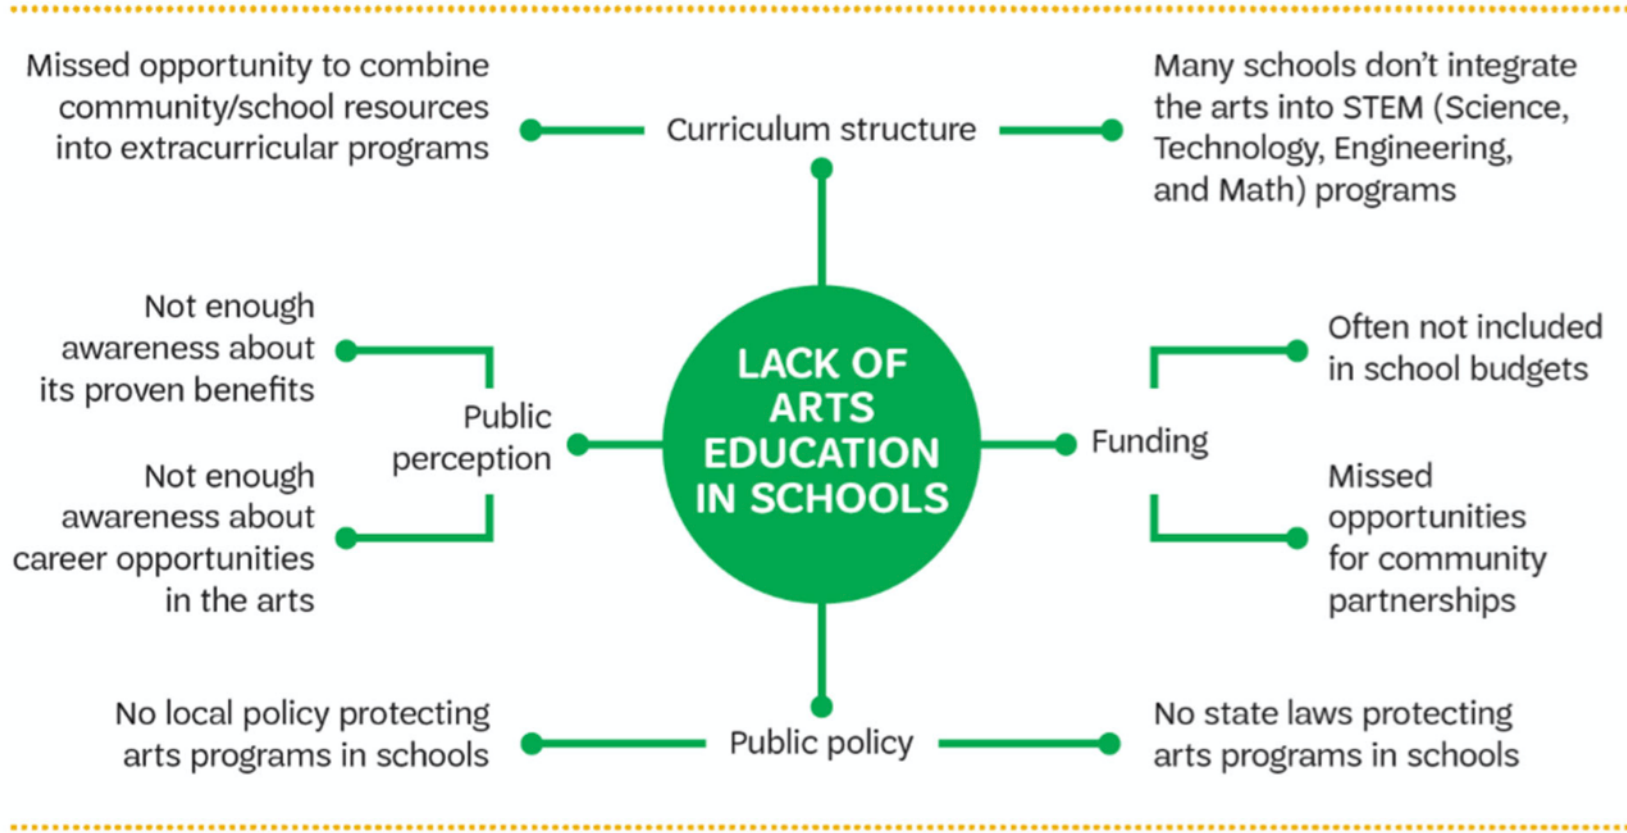 Missed opportunity to combine
community/school resources
into extracurricular programs
Curriculum structure
Many schools don’t integrate
the arts into STEM (Science,
Technology, Engineering,
and Math) programs
Not enough
awareness about
its proven benefits
Public
perception
Not enough
awareness about
career opportunities
in the arts
LACK OF
ARTS
EDUCATION
IN SCHOOLS
Funding
Often not included
in school budgets
Missed
opportunities
for community
partnerships
No local policy protecting
arts programs in schools
Public policy
No state laws protecting
arts programs in schools